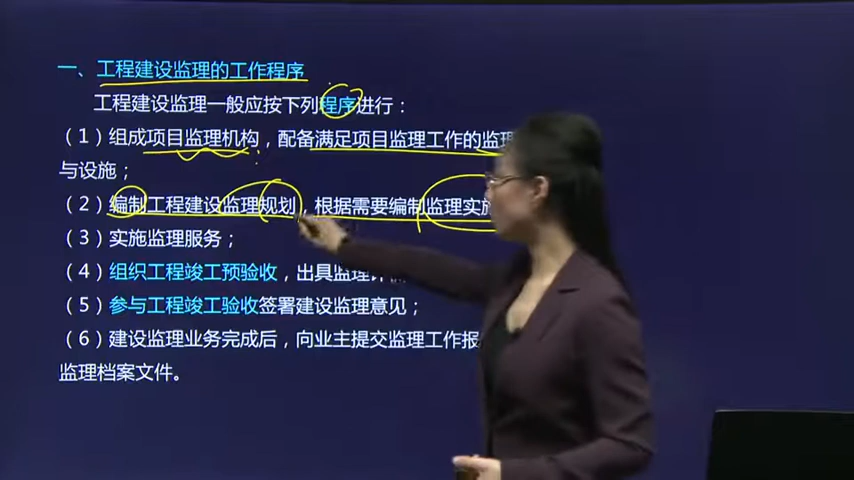 一、工程建设监理的工作程序
工程建设监理一般应按下列程序进行：
（1）组成项目监理机构，配备满足项目监理工作的监理
与设施；
（2）编制工程建设监理规划，根据需要编制监理实施
（3）实施监理服务；
（4）组织工程竣工预验收，出具监理评估
（5）参与工程竣工验收签署建设监理意见；
（6）建设监理业务完成后，向业主提交监理工作报
监理档案文件。